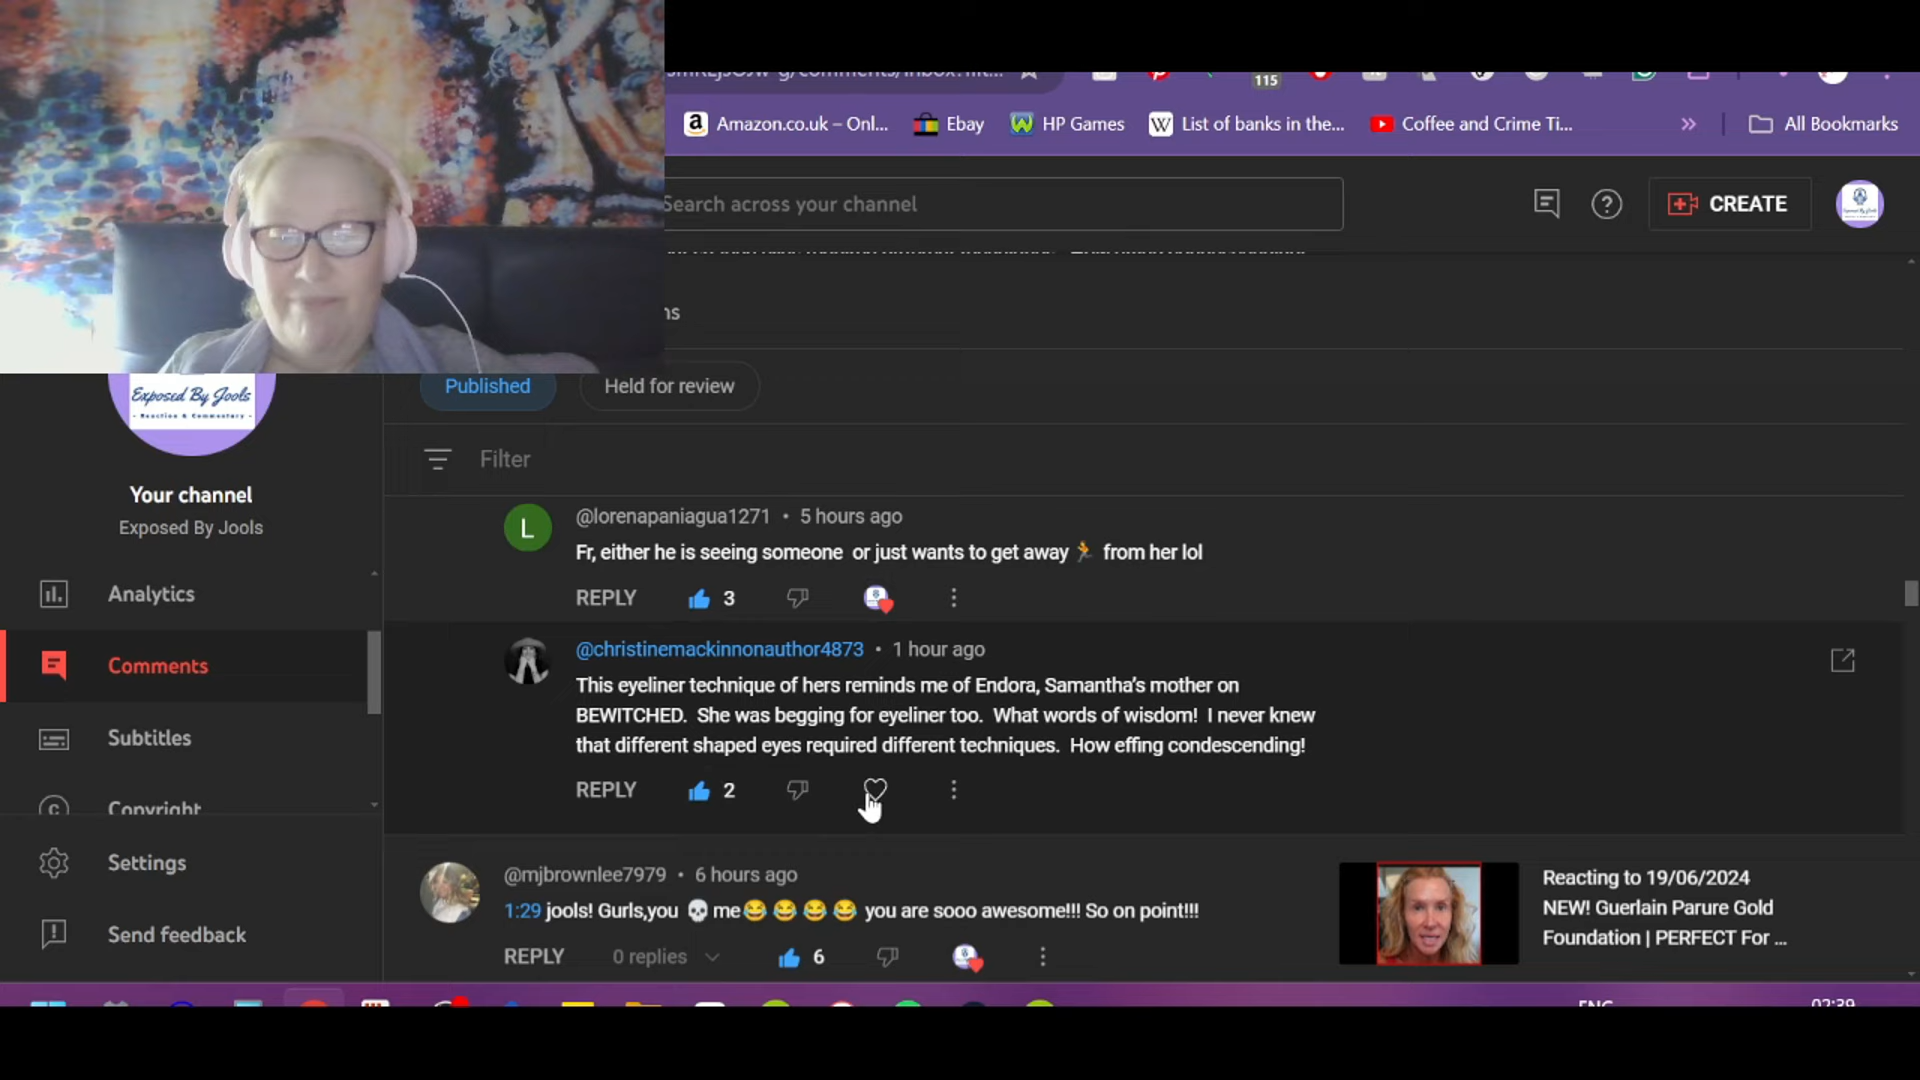 115
Amazon.co.uk – Onl...
Ebay
HP Games
List of banks in the...
Coffee and Crime Ti...
»
All Bookmarks
Search across your channel
CREATE
Published
Held for review
Exposed By Jools
- Reaction & Commentary -
Filter
Your channel
Exposed By Jools
Analytics
Comments
Subtitles
Copyright
Settings
Send feedback
L
@lorenapaniagua1271 • 5 hours ago
Fr, either he is seeing someone or just wants to get away 🏃 from her lol
REPLY 3
@christinemackinnonauthor4873 • 1 hour ago
This eyeliner technique of hers reminds me of Endora, Samantha's mother on
BEWITCHED. She was begging for eyeliner too. What words of wisdom! I never knew
that different shaped eyes required different techniques. How effing condescending!
REPLY 2
@mjbrownlee7979 • 6 hours ago
1:29 jools! Gurls,you 💀 me😂 😂 😂 😂 you are sooo awesome!!! So on point!!!
REPLY 0 replies 6
Reacting to 19/06/2024
NEW! Guerlain Parure Gold
Foundation | PERFECT For ...
ENG
02:39